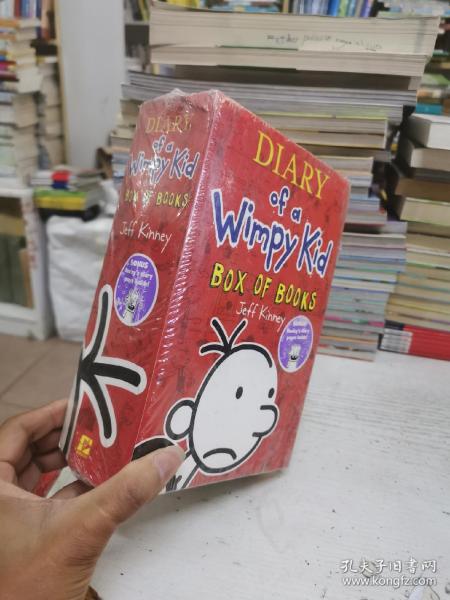 DIARY
of a
Wimpy Kid
BOX OF BOOKS
Jeff Kinney
BONUS
DIARY
of a
Wimpy Kid
BOX OF BOOKS
Jeff Kinney
孔夫子旧书网
www.kongfz.com